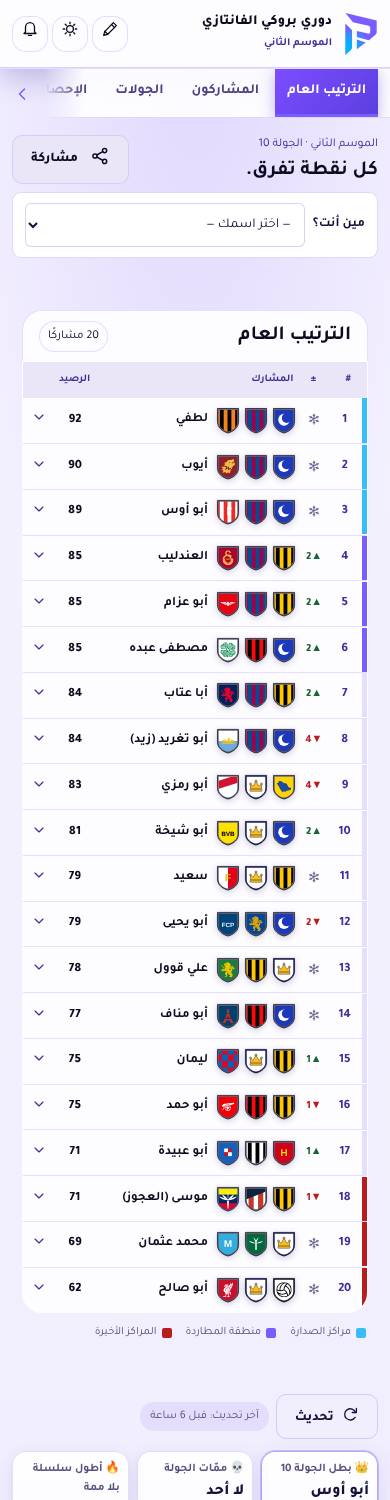 دوري بروكي الفانتازي
الموسم الثاني
الترتيب العام المشاركون الجولات الإحصا
الموسم الثاني · الجولة 10
كل نقطة تفرق.
مشاركة
مين أنت؟ – اختر اسمك –
الترتيب العام 20 مشاركًا
# ± المشارك الرصيد
1 ✻ لطفي 92
2 ✻ أيوب 90
3 ✻ أبو أوس 89
4 ▲2 العندليب 85
5 ▲2 أبو عزام 85
6 ▲2 مصطفى عبده 85
7 ▲2 أبا عتاب 84
8 ▼4 أبو تغريد (زيد) 84
9 ▼4 أبو رمزي 83
10 ▲2 BVB أبو شيخة 81
11 ✻ F سعيد 79
12 ▼2 FCP أبو يحيى 79
13 ✻ علي قوول 78
14 ✻ أبو مناف 77
15 ▲1 ليمان 75
16 ▼1 أبو حمد 75
17 ▲1 H أبو عبيدة 71
18 ▼1 موسى (العجوز) 71
19 ✻ M محمد عثمان 69
20 ✻ أبو صالح 62
مراكز الصدارة منطقة المطاردة المراكز الأخيرة
تحديث آخر تحديث: قبل 6 ساعة
👑 بطل الجولة 10 💀 ممّات الجولة 🔥 أطول سلسلة
بلا ممة
أبو أوس لا أحد